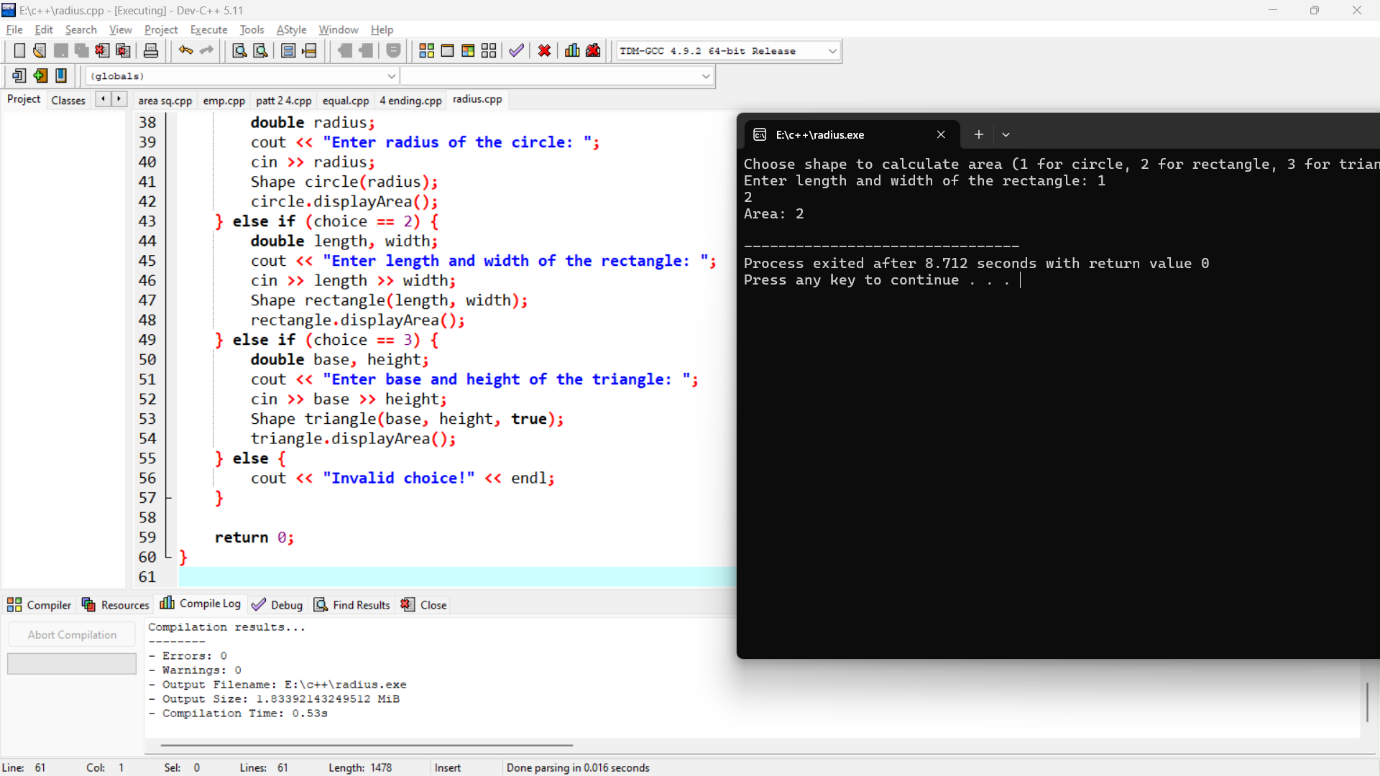 E:\c++\radius.cpp - [Executing] - Dev-C++ 5.11
File Edit Search View Project Execute Tools AStyle Window Help
TDM-GCC 4.9.2 64-bit Release
(globals)
Project Classes
area sq.cpp emp.cpp patt 2 4.cpp equal.cpp 4 ending.cpp radius.cpp
38 double radius;
39 cout << "Enter radius of the circle: ";
40 cin >> radius;
41 Shape circle(radius);
42 circle.displayArea();
43 } else if (choice == 2) {
44 double length, width;
45 cout << "Enter length and width of the rectangle: ";
46 cin >> length >> width;
47 Shape rectangle(length, width);
48 rectangle.displayArea();
49 } else if (choice == 3) {
50 double base, height;
51 cout << "Enter base and height of the triangle: ";
52 cin >> base >> height;
53 Shape triangle(base, height, true);
54 triangle.displayArea();
55 } else {
56 cout << "Invalid choice!" << endl;
57 }
58
59 return 0;
60 }
61
E:\c++\radius.exe
Choose shape to calculate area (1 for circle, 2 for rectangle, 3 for trian
Enter length and width of the rectangle: 1
2
Area: 2
--------------------------------
Process exited after 8.712 seconds with return value 0
Press any key to continue . . .
Compiler Resources Compile Log Debug Find Results Close
Abort Compilation
Compilation results...
--------
- Errors: 0
- Warnings: 0
- Output Filename: E:\c++\radius.exe
- Output Size: 1.83392143249512 MiB
- Compilation Time: 0.53s
Line: 61 Col: 1 Sel: 0 Lines: 61 Length: 1478 Insert Done parsing in 0.016 seconds